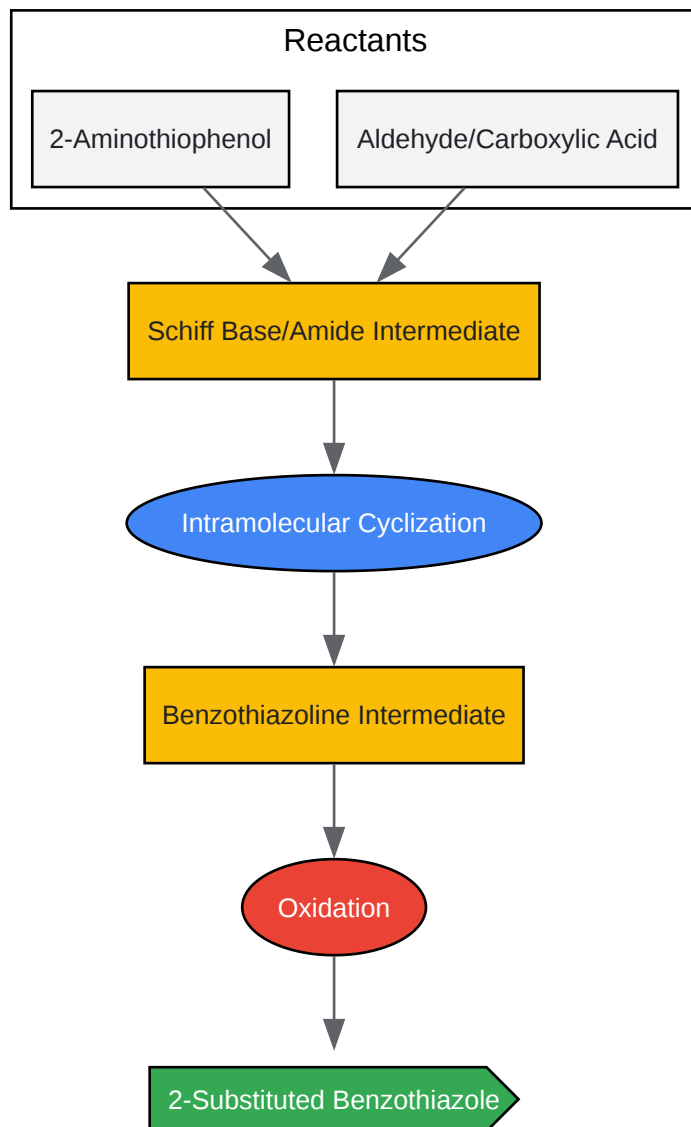 Reactants
2-Aminothiophenol
Aldehyde/Carboxylic Acid
Schiff Base/Amide Intermediate
Intramolecular Cyclization
Benzothiazoline Intermediate
Oxidation
2-Substituted Benzothiazole